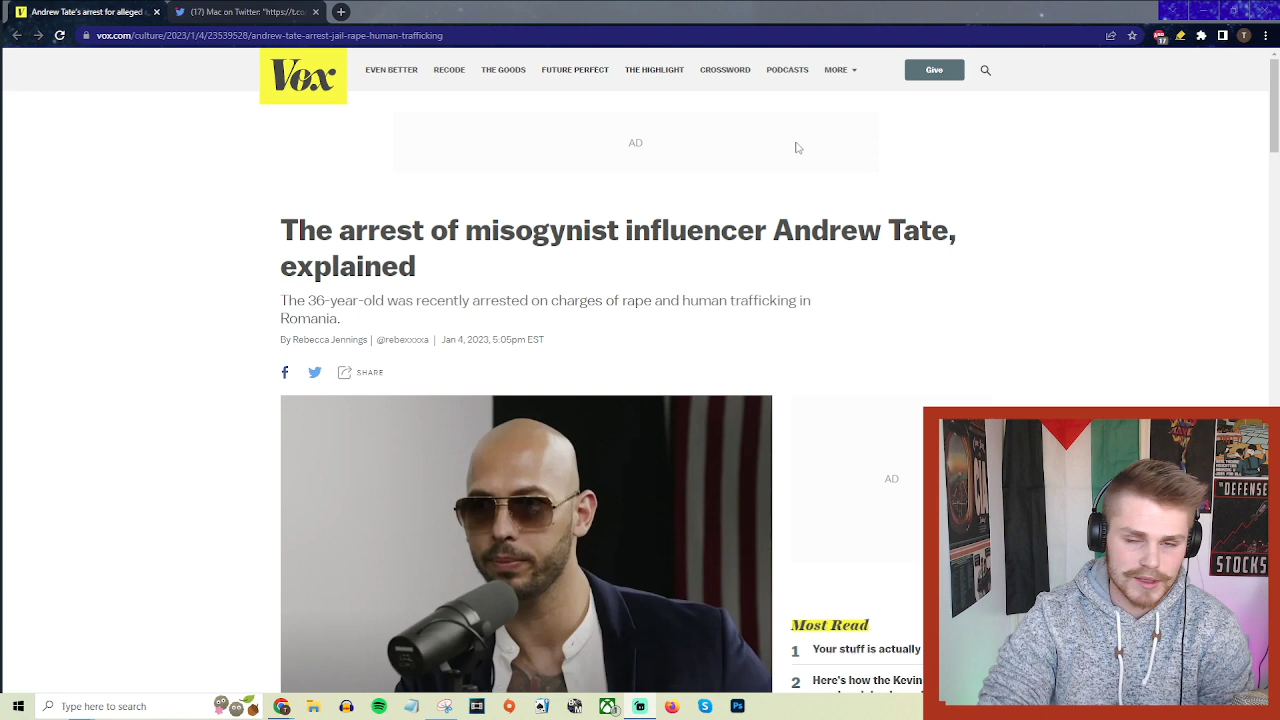 Andrew Tate's arrest for alleged
(17) Mac on Twitter: "https://t.co
vox.com/culture/2023/1/4/23539528/andrew-tate-arrest-jail-rape-human-trafficking
17
T
Vox
EVEN BETTER
RECODE
THE GOODS
FUTURE PERFECT
THE HIGHLIGHT
CROSSWORD
PODCASTS
MORE
Give
AD
The arrest of misogynist influencer Andrew Tate,
explained
The 36-year-old was recently arrested on charges of rape and human trafficking in
Romania.
By Rebecca Jennings | @rebexxxxa | Jan 4, 2023, 5:05pm EST
SHARE
AD
Most Read
1 Your stuff is actually
2 Here's how the Kevin
"DEFENSE
STOCKS
Type here to search